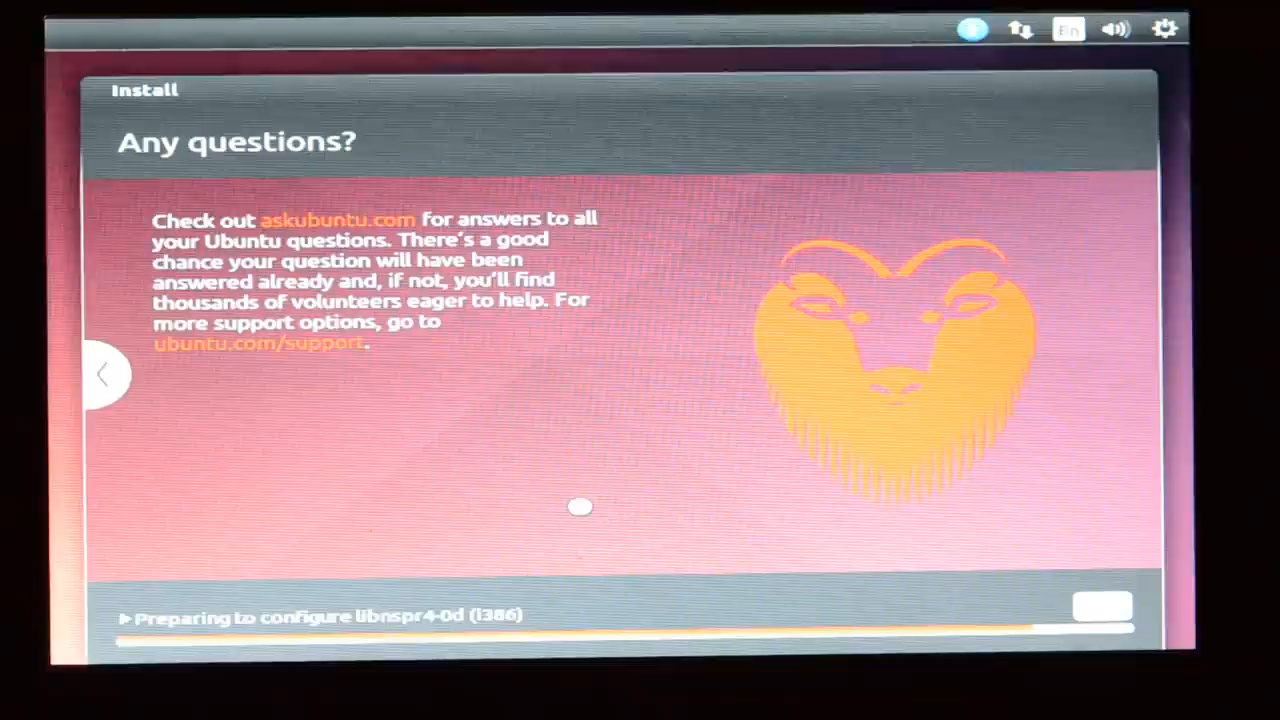 En
Install
Any questions?
Check out askubuntu.com for answers to all
your Ubuntu questions. There's a good
chance your question will have been
answered already and, if not, you'll find
thousands of volunteers eager to help. For
more support options, go to
ubuntu.com/support.
Preparing to configure libnspr4-0d (i386)